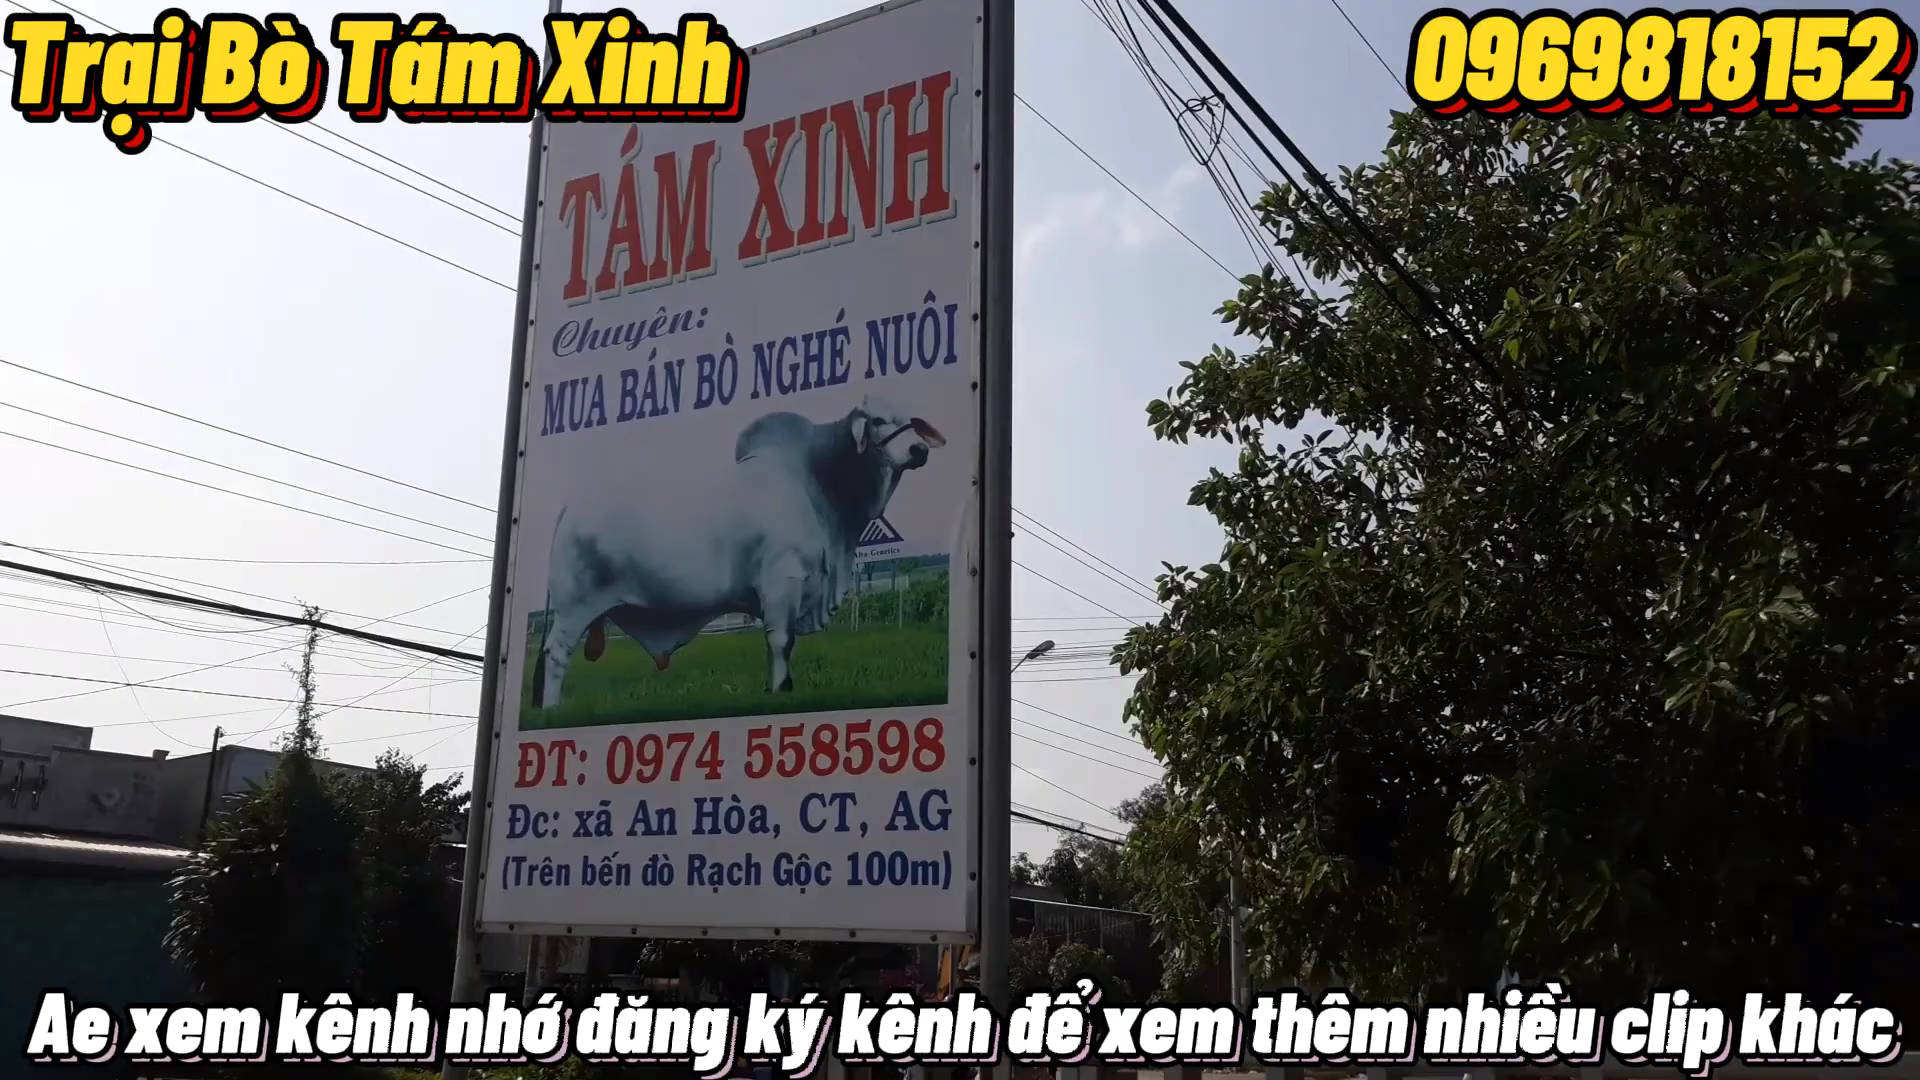 Trại Bò Tám Xinh
0969818152
TÁM XINH
Chuyên:
MUA BÁN BÒ NGHÉ NUÔI
Alta Genetics
ĐT: 0974 558598
Đc: xã An Hòa, CT, AG
(Trên bến đò Rạch Gộc 100m)
Ae xem kênh nhớ đăng ký kênh để xem thêm nhiều clip khác